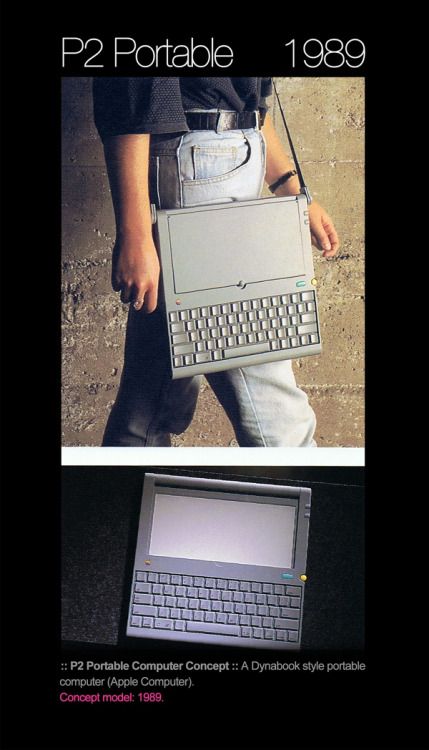 P2 Portable 1989
:: P2 Portable Computer Concept :: A Dynabook style portable
computer (Apple Computer).
Concept model: 1989.